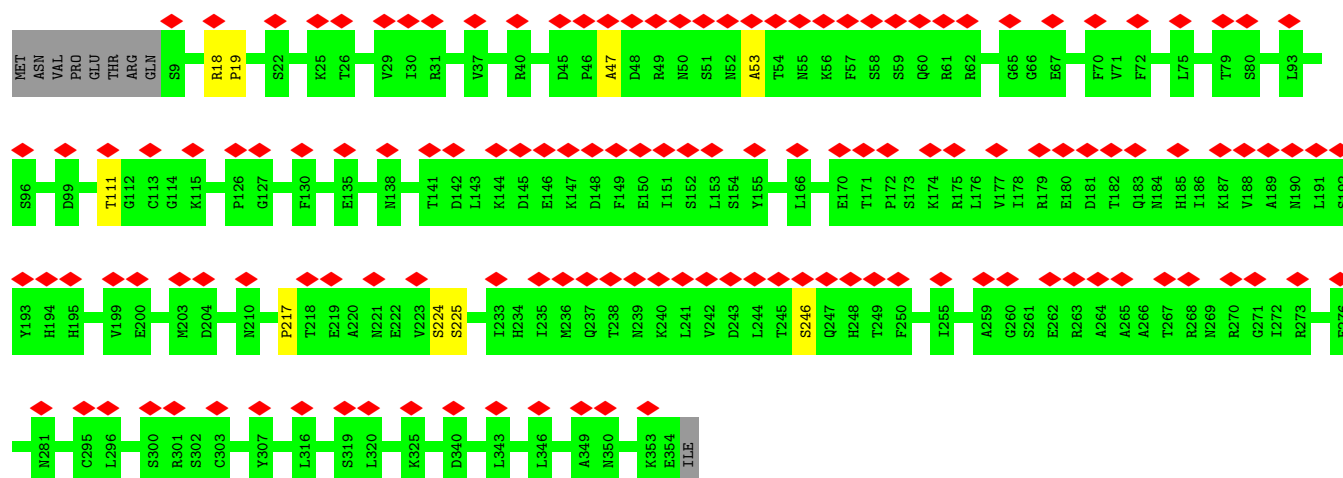 MET ASN VAL PRO GLU THR ARG GLN S9 R18 P19 S22 K25 T26 V29 I30 R31 V37 R40 D45 P46 A47 D48 R49 N50 S51 N52 A53 T54 N55 K56 F57 S58 S59 Q60 R61 R62 G65 G66 E67 F70 V71 F72 L75 T79 S80 L93
S96 D99 T111 G112 C113 G114 K115 P126 G127 F130 E135 N138 T141 D142 L143 K144 D145 E146 K147 D148 F149 E150 I151 S152 L153 S154 Y155 L166 E170 T171 P172 S173 K174 R175 L176 V177 I178 R179 E180 D181 T182 Q183 N184 H185 I186 K187 V188 A189 N190 L191 S192
Y193 H194 H195 V199 E200 M203 D204 N210 P217 T218 E219 A220 N221 E222 V223 S224 S225 I233 H234 I235 M236 Q237 T238 N239 K240 L241 V242 D243 L244 T245 S246 Q247 H248 T249 F250 I255 A259 G260 S261 E262 R263 A264 A265 A266 T267 R268 N269 R270 G271 I272 R273
N281 C295 L296 S300 R301 S302 C303 Y307 L316 S319 L320 K325 D340 L343 L346 A349 N350 K353 E354 ILE